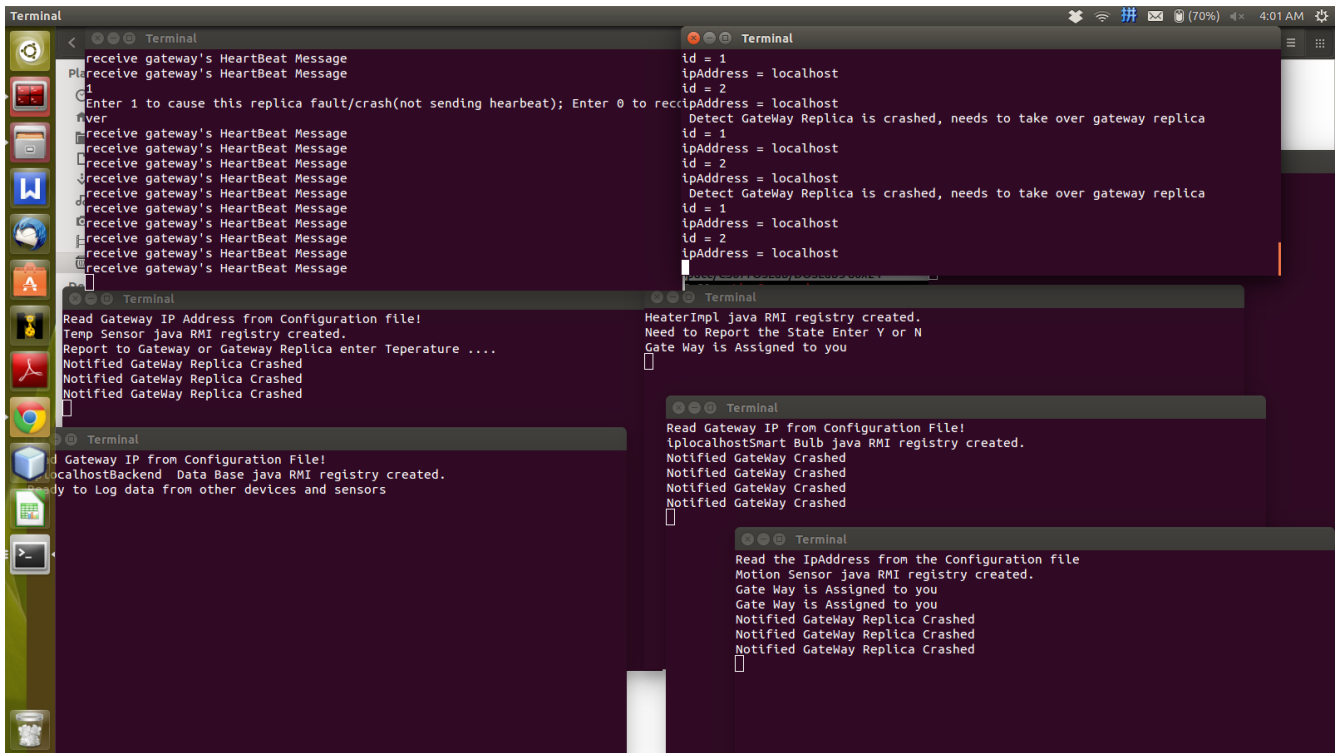 Terminal
(70%)
4:01 AM
Terminal
receive gateway's HeartBeat Message
receive gateway's HeartBeat Message
1
Enter 1 to cause this replica fault/crash(not sending hearbeat); Enter 0 to reco
ver
receive gateway's HeartBeat Message
receive gateway's HeartBeat Message
receive gateway's HeartBeat Message
receive gateway's HeartBeat Message
receive gateway's HeartBeat Message
receive gateway's HeartBeat Message
receive gateway's HeartBeat Message
receive gateway's HeartBeat Message
receive gateway's HeartBeat Message
receive gateway's HeartBeat Message
Terminal
id = 1
ipAddress = localhost
id = 2
ipAddress = localhost
Detect GateWay Replica is crashed, needs to take over gateway replica
id = 1
ipAddress = localhost
id = 2
ipAddress = localhost
Detect GateWay Replica is crashed, needs to take over gateway replica
id = 1
ipAddress = localhost
id = 2
ipAddress = localhost
Terminal
Read Gateway IP Address from Configuration file!
Temp Sensor java RMI registry created.
Report to Gateway or Gateway Replica enter Teperature ....
Notified GateWay Replica Crashed
Notified GateWay Replica Crashed
Notified GateWay Replica Crashed
Terminal
HeaterImpl java RMI registry created.
Need to Report the State Enter Y or N
Gate Way is Assigned to you
Terminal
Read Gateway IP from Configuration File!
iplocalhostSmart Bulb java RMI registry created.
Notified GateWay Crashed
Notified GateWay Crashed
Notified GateWay Crashed
Notified GateWay Crashed
Terminal
Gateway IP from Configuration File!
localhostBackend  Data Base java RMI registry created.
Ready to Log data from other devices and sensors
Terminal
Read the IpAddress from the Configuration file
Motion Sensor java RMI registry created.
Gate Way is Assigned to you
Gate Way is Assigned to you
Notified GateWay Replica Crashed
Notified GateWay Replica Crashed
Notified GateWay Replica Crashed